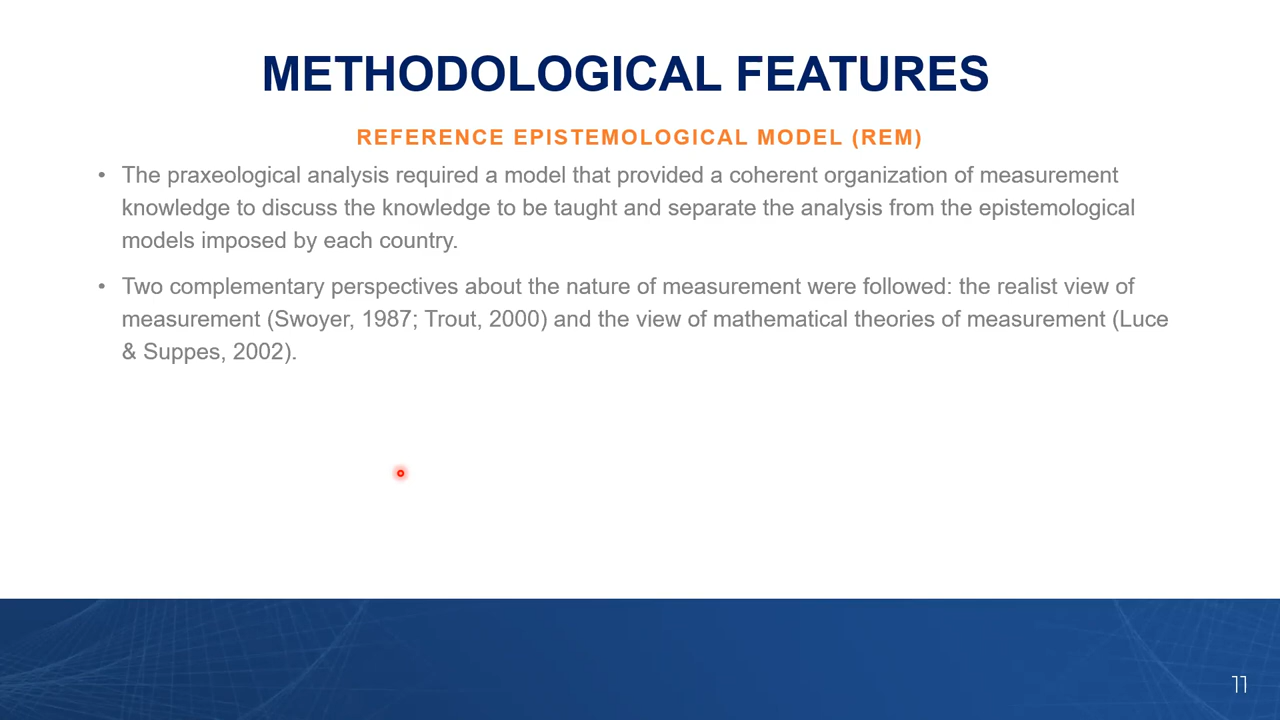 METHODOLOGICAL FEATURES
REFERENCE EPISTEMOLOGICAL MODEL (REM)
• The praxeological analysis required a model that provided a coherent organization of measurement
knowledge to discuss the knowledge to be taught and separate the analysis from the epistemological
models imposed by each country.
• Two complementary perspectives about the nature of measurement were followed: the realist view of
measurement (Swoyer, 1987; Trout, 2000) and the view of mathematical theories of measurement (Luce
& Suppes, 2002).
11